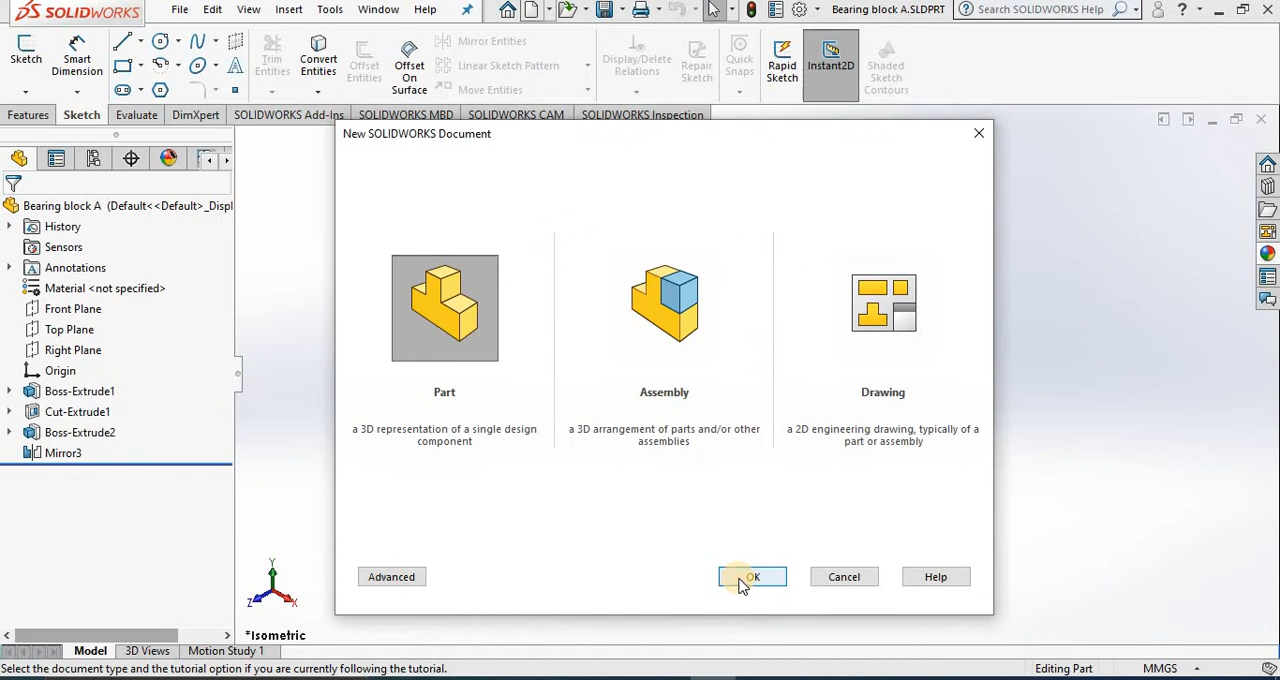 SOLIDWORKS
File Edit View Insert Tools Window Help
Bearing block A.SLDPRT
Search SOLIDWORKS Help
Sketch
Smart Dimension
Trim Entities
Convert Entities
Offset Entities
Offset On Surface
Mirror Entities
Linear Sketch Pattern
Move Entities
Display/Delete Relations
Repair Sketch
Quick Snaps
Rapid Sketch
Instant2D
Shaded Sketch Contours
Features Sketch Evaluate DimXpert SOLIDWORKS Add-Ins SOLIDWORKS MBD SOLIDWORKS CAM SOLIDWORKS Inspection
New SOLIDWORKS Document
Bearing block A (Default<<Default>_Displ
History
Sensors
Annotations
Material <not specified>
Front Plane
Top Plane
Right Plane
Origin
Boss-Extrude1
Cut-Extrude1
Boss-Extrude2
Mirror3
Part
a 3D representation of a single design
component
Assembly
a 3D arrangement of parts and/or other
assemblies
Drawing
a 2D engineering drawing, typically of a
part or assembly
Advanced OK Cancel Help
Y
Z X
*Isometric
Model 3D Views Motion Study 1
Select the document type and the tutorial option if you are currently following the tutorial.
Editing Part MMGS